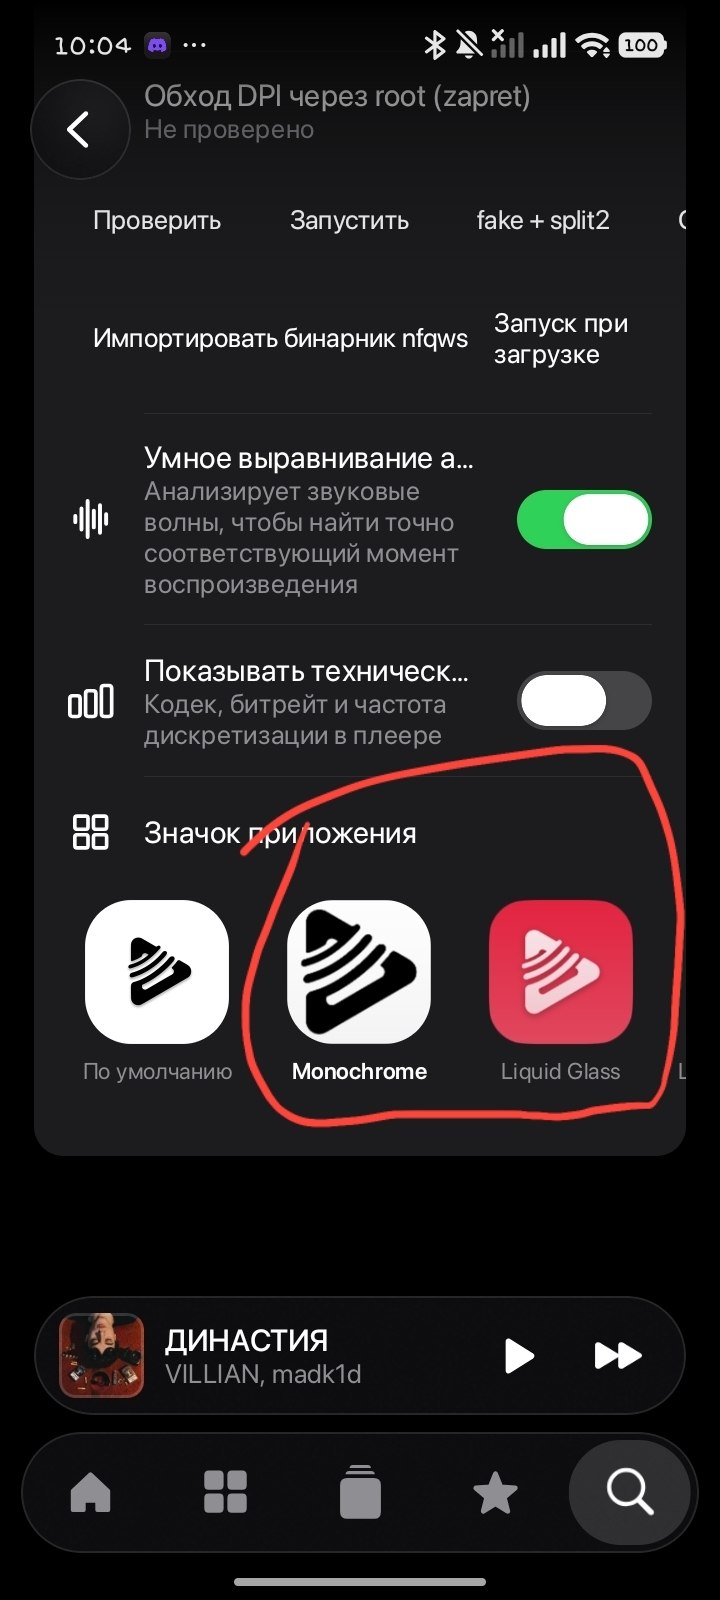 10:04
100
Обход DPI через root (zapret)
Не проверено
Проверить
Запустить
fake + split2
Импортировать бинарник nfqws
Запуск при
загрузке
Умное выравнивание а...
Анализирует звуковые
волны, чтобы найти точно
соответствующий момент
воспроизведения
Показывать техническ...
Кодек, битрейт и частота
дискретизации в плеере
Значок приложения
По умолчанию
Monochrome
Liquid Glass
L
ДИНАСТИЯ
VILLIAN, madk1d